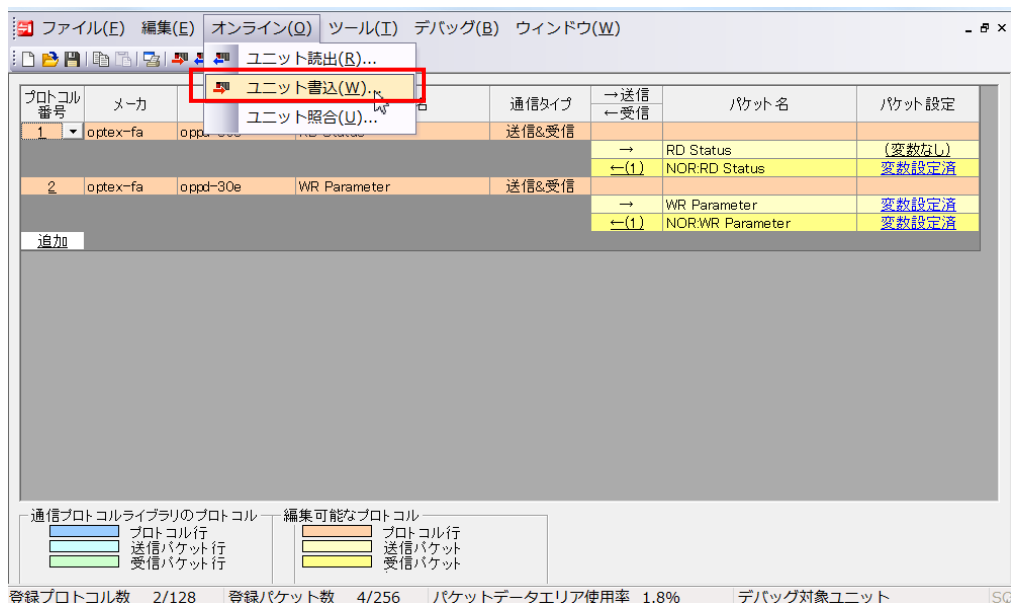 ファイル(F) 編集(E) オンライン(O) ツール(T) デバッグ(B) ウィンドウ(W)
ユニット読出(R)...
ユニット書込(W)...
ユニット照合(U)...
プロトコル番号 メーカ 通信タイプ →送信 ←受信 パケット名 パケット設定
1 optex-fa 送信&受信
→ RD Status (変数なし)
←(1) NOR:RD Status 変数設定済
2 optex-fa oppd-30e WR Parameter 送信&受信
→ WR Parameter 変数設定済
←(1) NOR:WR Parameter 変数設定済
追加
通信プロトコルライブラリのプロトコル 編集可能なプロトコル
プロトコル行 プロトコル行
送信パケット行 送信パケット
受信パケット行 受信パケット
登録プロトコル数 2/128 登録パケット数 4/256 パケットデータエリア使用率 1.8% デバッグ対象ユニット